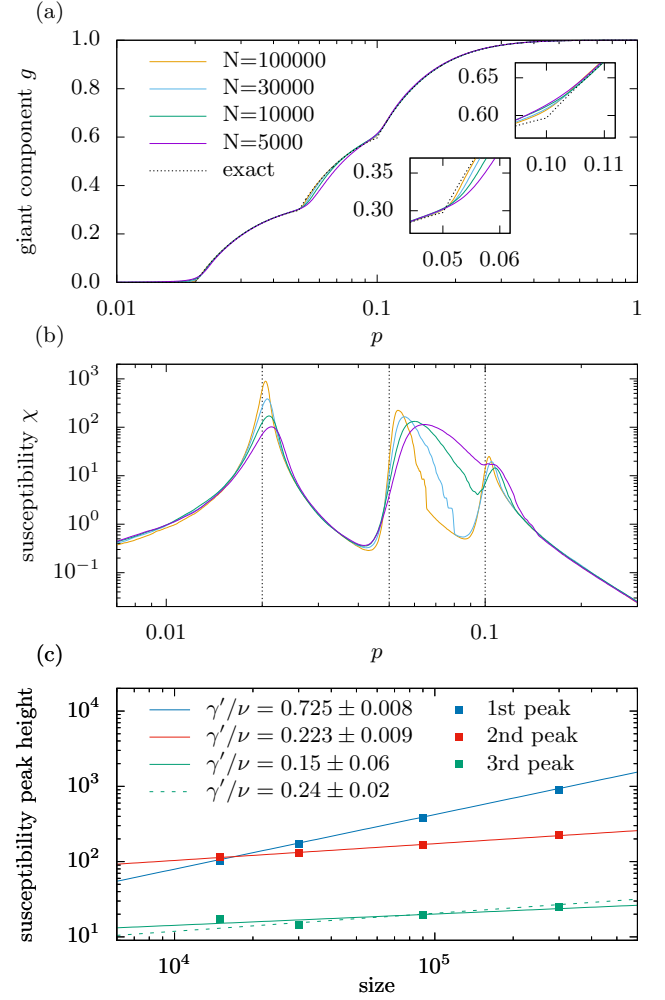 (a)
giant component g
1.0
0.8
0.6
0.4
0.2
0.0
N=100000
N=30000
N=10000
N=5000
exact
0.65
0.60
0.10 0.11
0.35
0.30
0.05 0.06
0.01 0.1 1
p
(b)
susceptibility χ
10³
10²
10¹
10⁰
10⁻¹
0.01 0.1
p
(c)
susceptibility peak height
10⁴
10³
10²
10¹
γ′/ν = 0.725 ± 0.008
γ′/ν = 0.223 ± 0.009
γ′/ν = 0.15 ± 0.06
γ′/ν = 0.24 ± 0.02
1st peak
2nd peak
3rd peak
10⁴ 10⁵
size